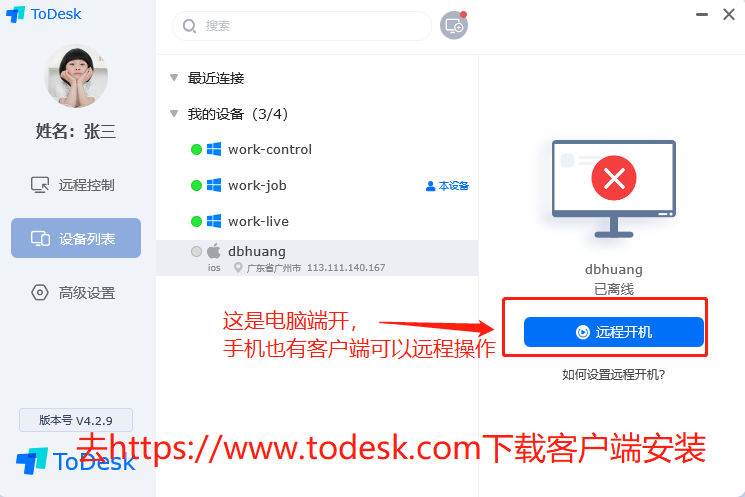 ToDesk
搜索
姓名：张三
远程控制
设备列表
高级设置
版本号 V4.2.9
ToDesk
最近连接
我的设备（3/4）
work-control
work-job
本设备
work-live
dbhuang
ios 广东省广州市 113.111.140.167
dbhuang
已离线
远程开机
如何设置远程开机?
这是电脑端开，
手机也有客户端可以远程操作
去https://www.todesk.com下载客户端安装